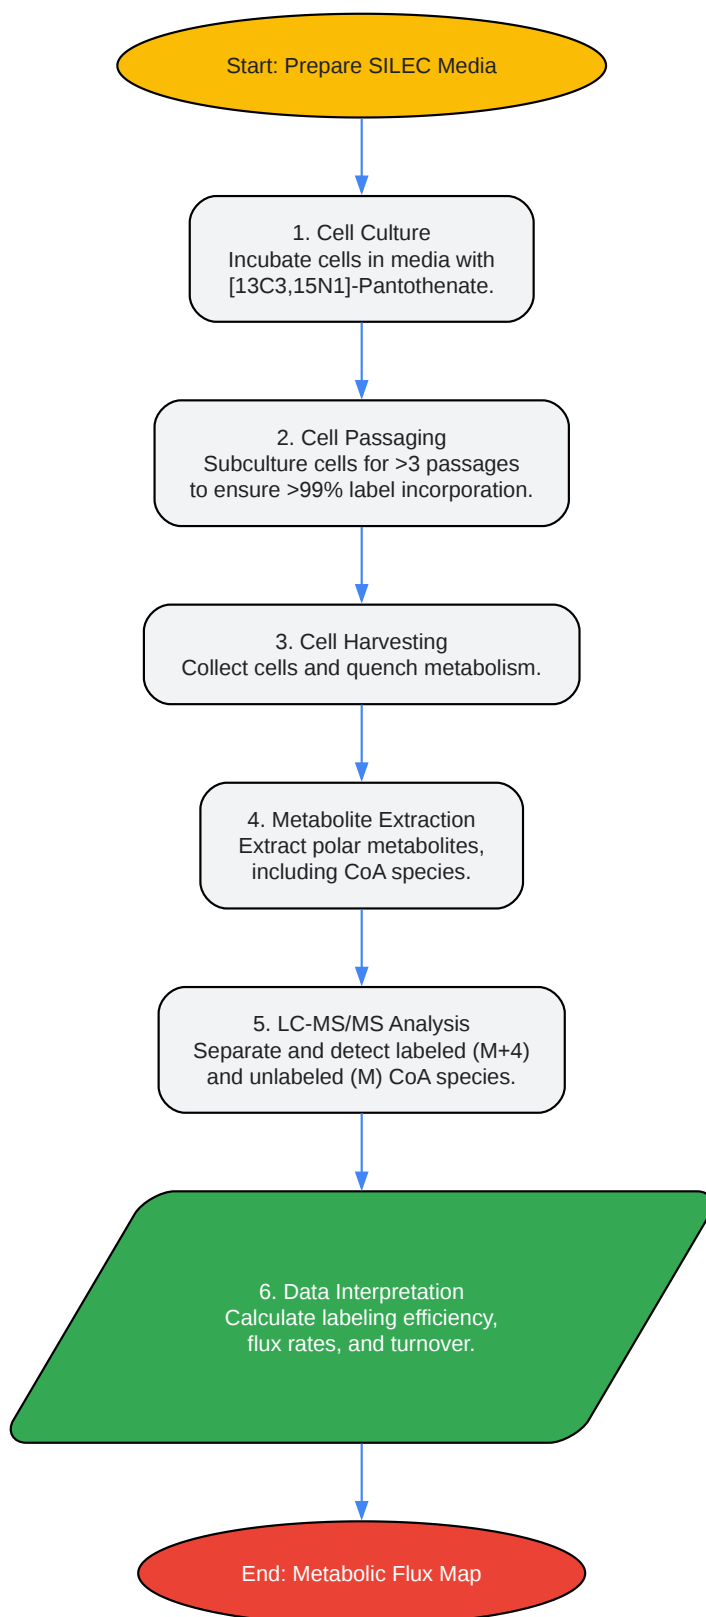 Start: Prepare SILEC Media
1. Cell Culture
Incubate cells in media with
[13C3,15N1]-Pantothenate.
2. Cell Passaging
Subculture cells for >3 passages
to ensure >99% label incorporation.
3. Cell Harvesting
Collect cells and quench metabolism.
4. Metabolite Extraction
Extract polar metabolites,
including CoA species.
5. LC-MS/MS Analysis
Separate and detect labeled (M+4)
and unlabeled (M) CoA species.
6. Data Interpretation
Calculate labeling efficiency,
flux rates, and turnover.
End: Metabolic Flux Map